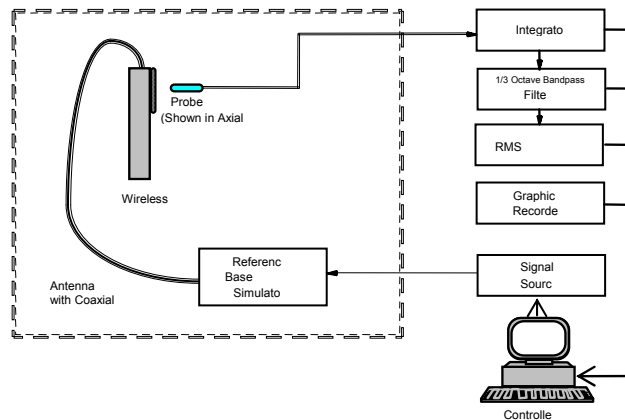 Integrato
1/3 Octave Bandpass
Filte
RMS
Graphic
Recorde
Signal
Sourc
Controlle
Probe
(Shown in Axial
Wireless
Antenna
with Coaxial
Referenc
Base
Simulato